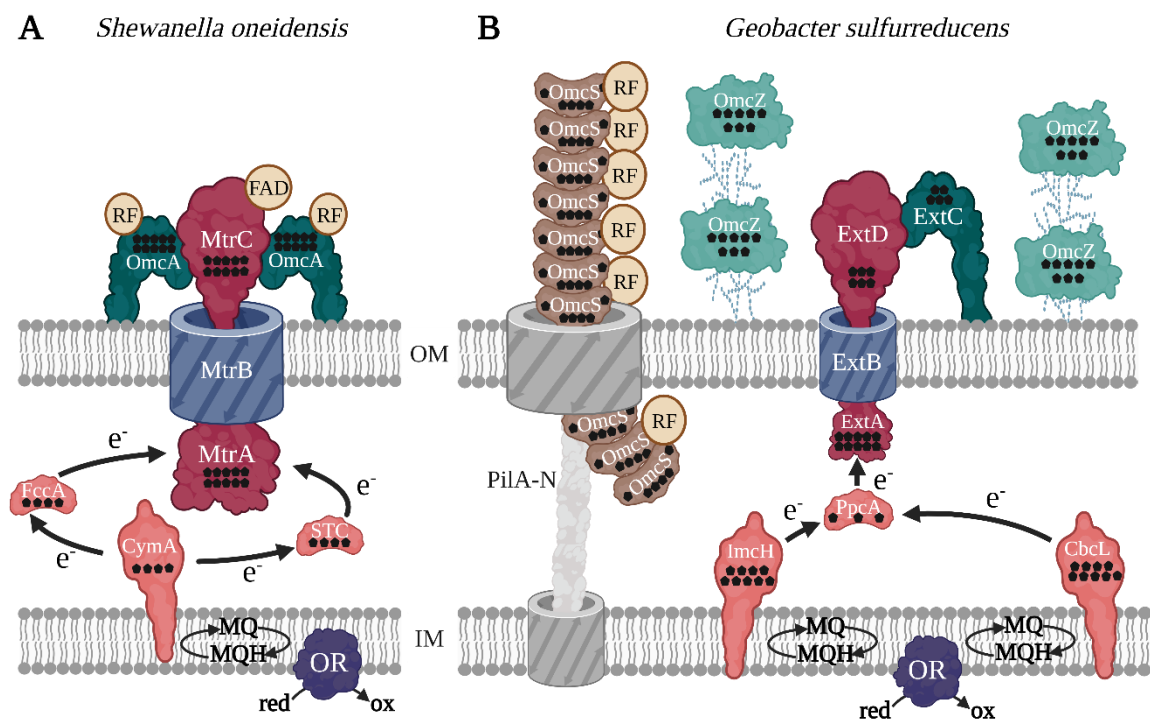 A
Shewanella oneidensis
B
Geobacter sulfurreducens
OmcS
RF
OmcS
RF
OmcS
RF
OmcS
OmcS
RF
OmcS
RF
OmcS
OmcZ
OmcZ
OmcZ
OmcZ
RF
FAD
RF
OmcA
MtrC
OmcA
ExtD
ExtC
MtrB
OM
ExtB
MtrA
OmcS
RF
OmcS
OmcS
ExtA
PilA-N
e-
e-
FccA
STC
CymA
e-
e-
e-
e-
e-
PpcA
ImcH
CbcL
IM
MQ
MQH
OR
red
ox
MQ
MQH
OR
red
ox
MQ
MQH